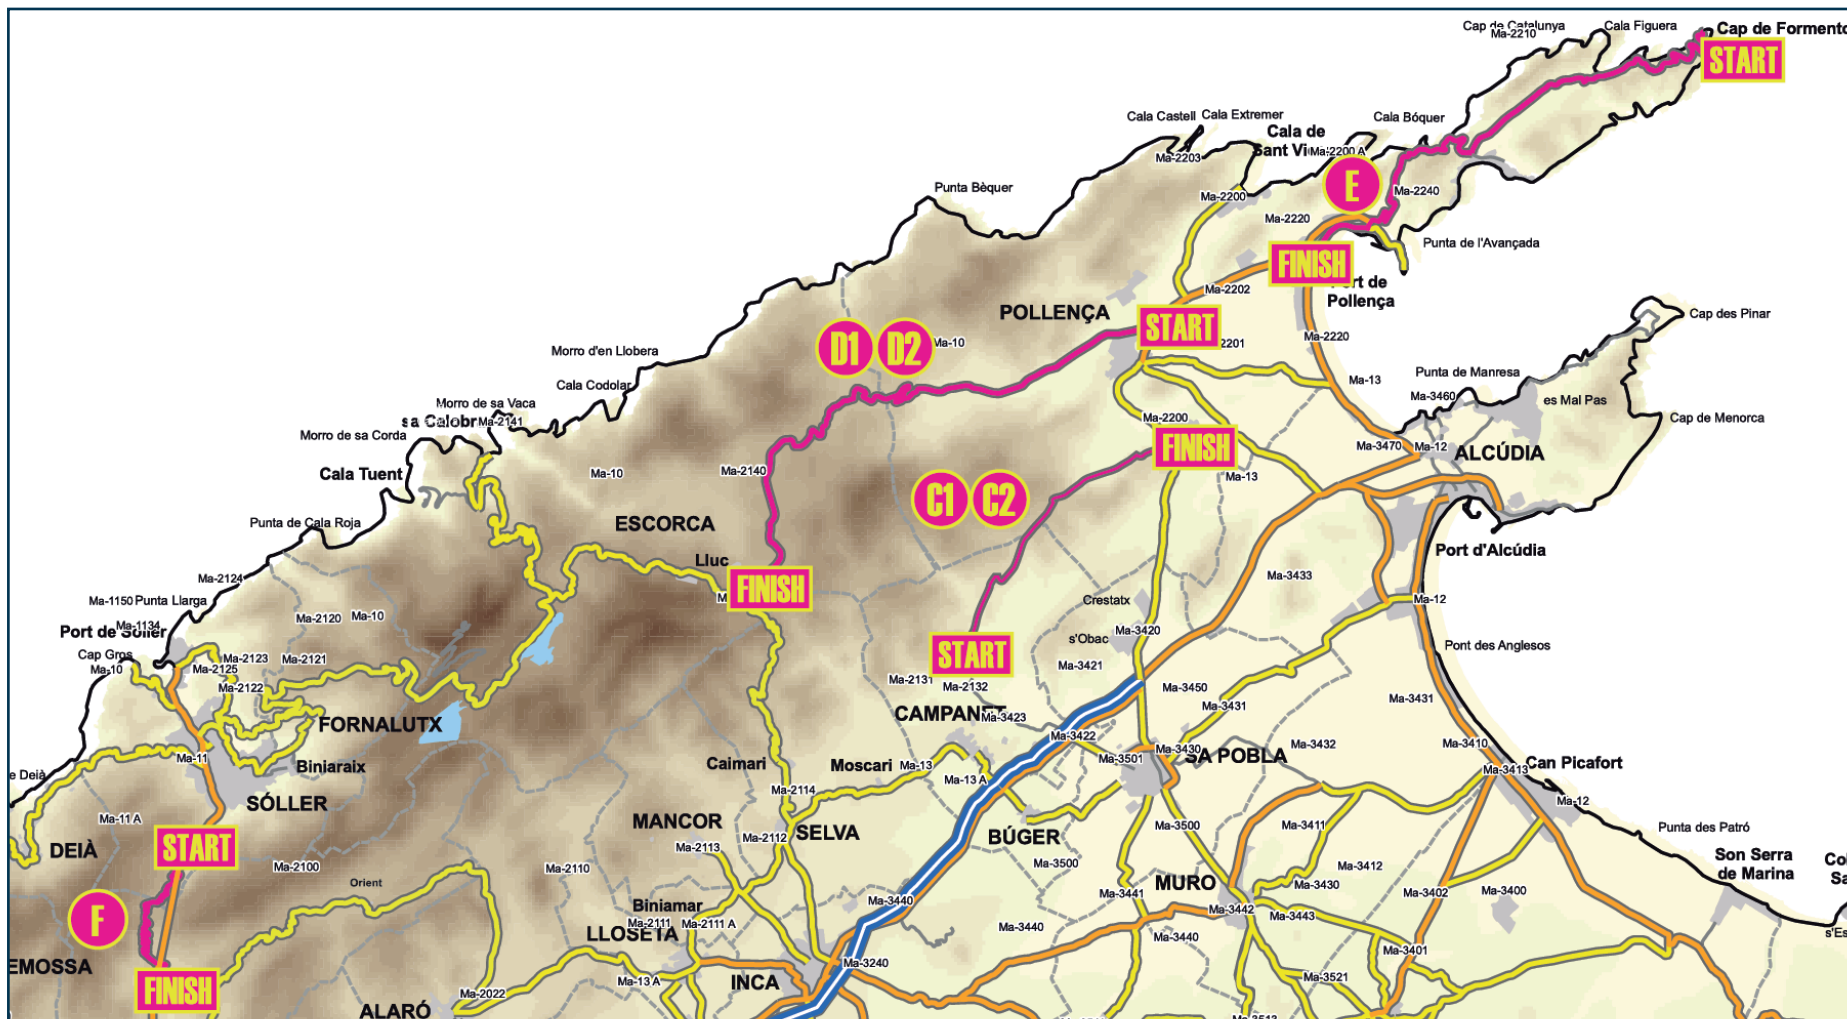 Cap de Catalunya
Ma-2210
Cala Figuera
Cap de Formento
START
Cala Castell
Cala Extremer
Cala de
Sant Vi
Ma-2200 A
Cala Bóquer
Ma-2203
E
Ma-2240
Punta Bèquer
Ma-2200
Ma-2220
Punta de l'Avançada
FINISH
Port de
Pollença
Ma-2202
POLLENÇA
START
2201
Ma-2220
Cap des Pinar
D1
D2
Ma-10
Morro d'en Llobera
Cala Codolar
Ma-13
Punta de Manresa
Ma-3460
es Mal Pas
Cap de Menorca
Morro de sa Vaca
sa Calobr
Ma-2141
Morro de sa Corda
Ma-2200
FINISH
Ma-3470
Ma-12
ALCÚDIA
Cala Tuent
Ma-10
Ma-2140
Ma-13
C1
C2
Punta de Cala Roja
ESCORCA
Port d'Alcúdia
Lluc
FINISH
Ma-2124
Ma-3433
Ma-1150
Punta Llarga
Crestatx
Ma-12
Ma-1134
Port de Sóller
Ma-2120
Ma-10
s'Obac
Ma-3420
Cap Gros
Ma-10
Ma-2123
Ma-2125
Ma-2121
Ma-2122
START
Ma-3421
Pont des Anglesos
Ma-2131
Ma-2132
Ma-3450
Ma-3431
Ma-3431
FORNALUTX
CAMPANET
Ma-3423
Ma-3422
Ma-3430
Ma-3432
Ma-3410
Ma-11
Biniaraix
e Deià
Caimari
Moscari
Ma-13
Ma-13 A
Ma-3501
SA POBLA
Ma-3413
Can Picafort
SÓLLER
Ma-2114
Ma-12
Ma-11 A
MANCOR
SELVA
BÚGER
Ma-3500
Ma-3411
Punta des Patró
DEIÀ
START
Ma-2113
Ma-2112
Ma-2100
Ma-2110
Ma-3500
Ma-3412
Son Serra
de Marina
Co
Sa
Orient
MURO
Ma-3430
Ma-3441
Ma-3402
Ma-3400
F
Biniamar
Ma-2111
Ma-2111 A
LLOSETA
Ma-3440
Ma-3442
Ma-3443
Ma-3440
Ma-3440
s'Es
EMOSSA
Ma-3240
Ma-3401
FINISH
Ma-13 A
INCA
Ma-3521
Ma-2022
ALARÓ
Ma-3513